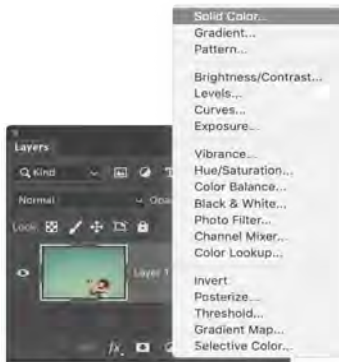 Solid Color...
Gradient...
Pattern...
Brightness/Contrast...
Levels...
Curves...
Exposure...
Vibrance...
Hue/Saturation...
Color Balance...
Black & White...
Photo Filter...
Channel Mixer...
Color Lookup...
Invert
Posterize...
Threshold...
Gradient Map...
Selective Color...
Layers
Kind
Normal
Opa
Lock:
Layer 1
fx